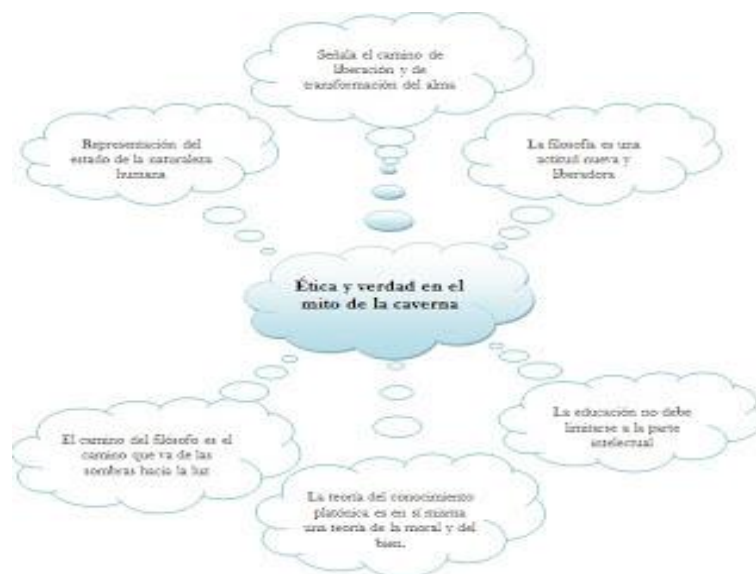 Señala el camino de
liberación y de
transformación del alma
Representación del
estado de la naturaleza
humana
La filosofía es una
actitud nueva y
liberadora
Ética y verdad en el
mito de la caverna
El camino del filósofo es el
camino que va de las
sombras hacia la luz
La educación no debe
limitarse a la parte
intelectual
La teoría del conocimiento
platónica es en sí misma
una teoría de la moral y del
bien.